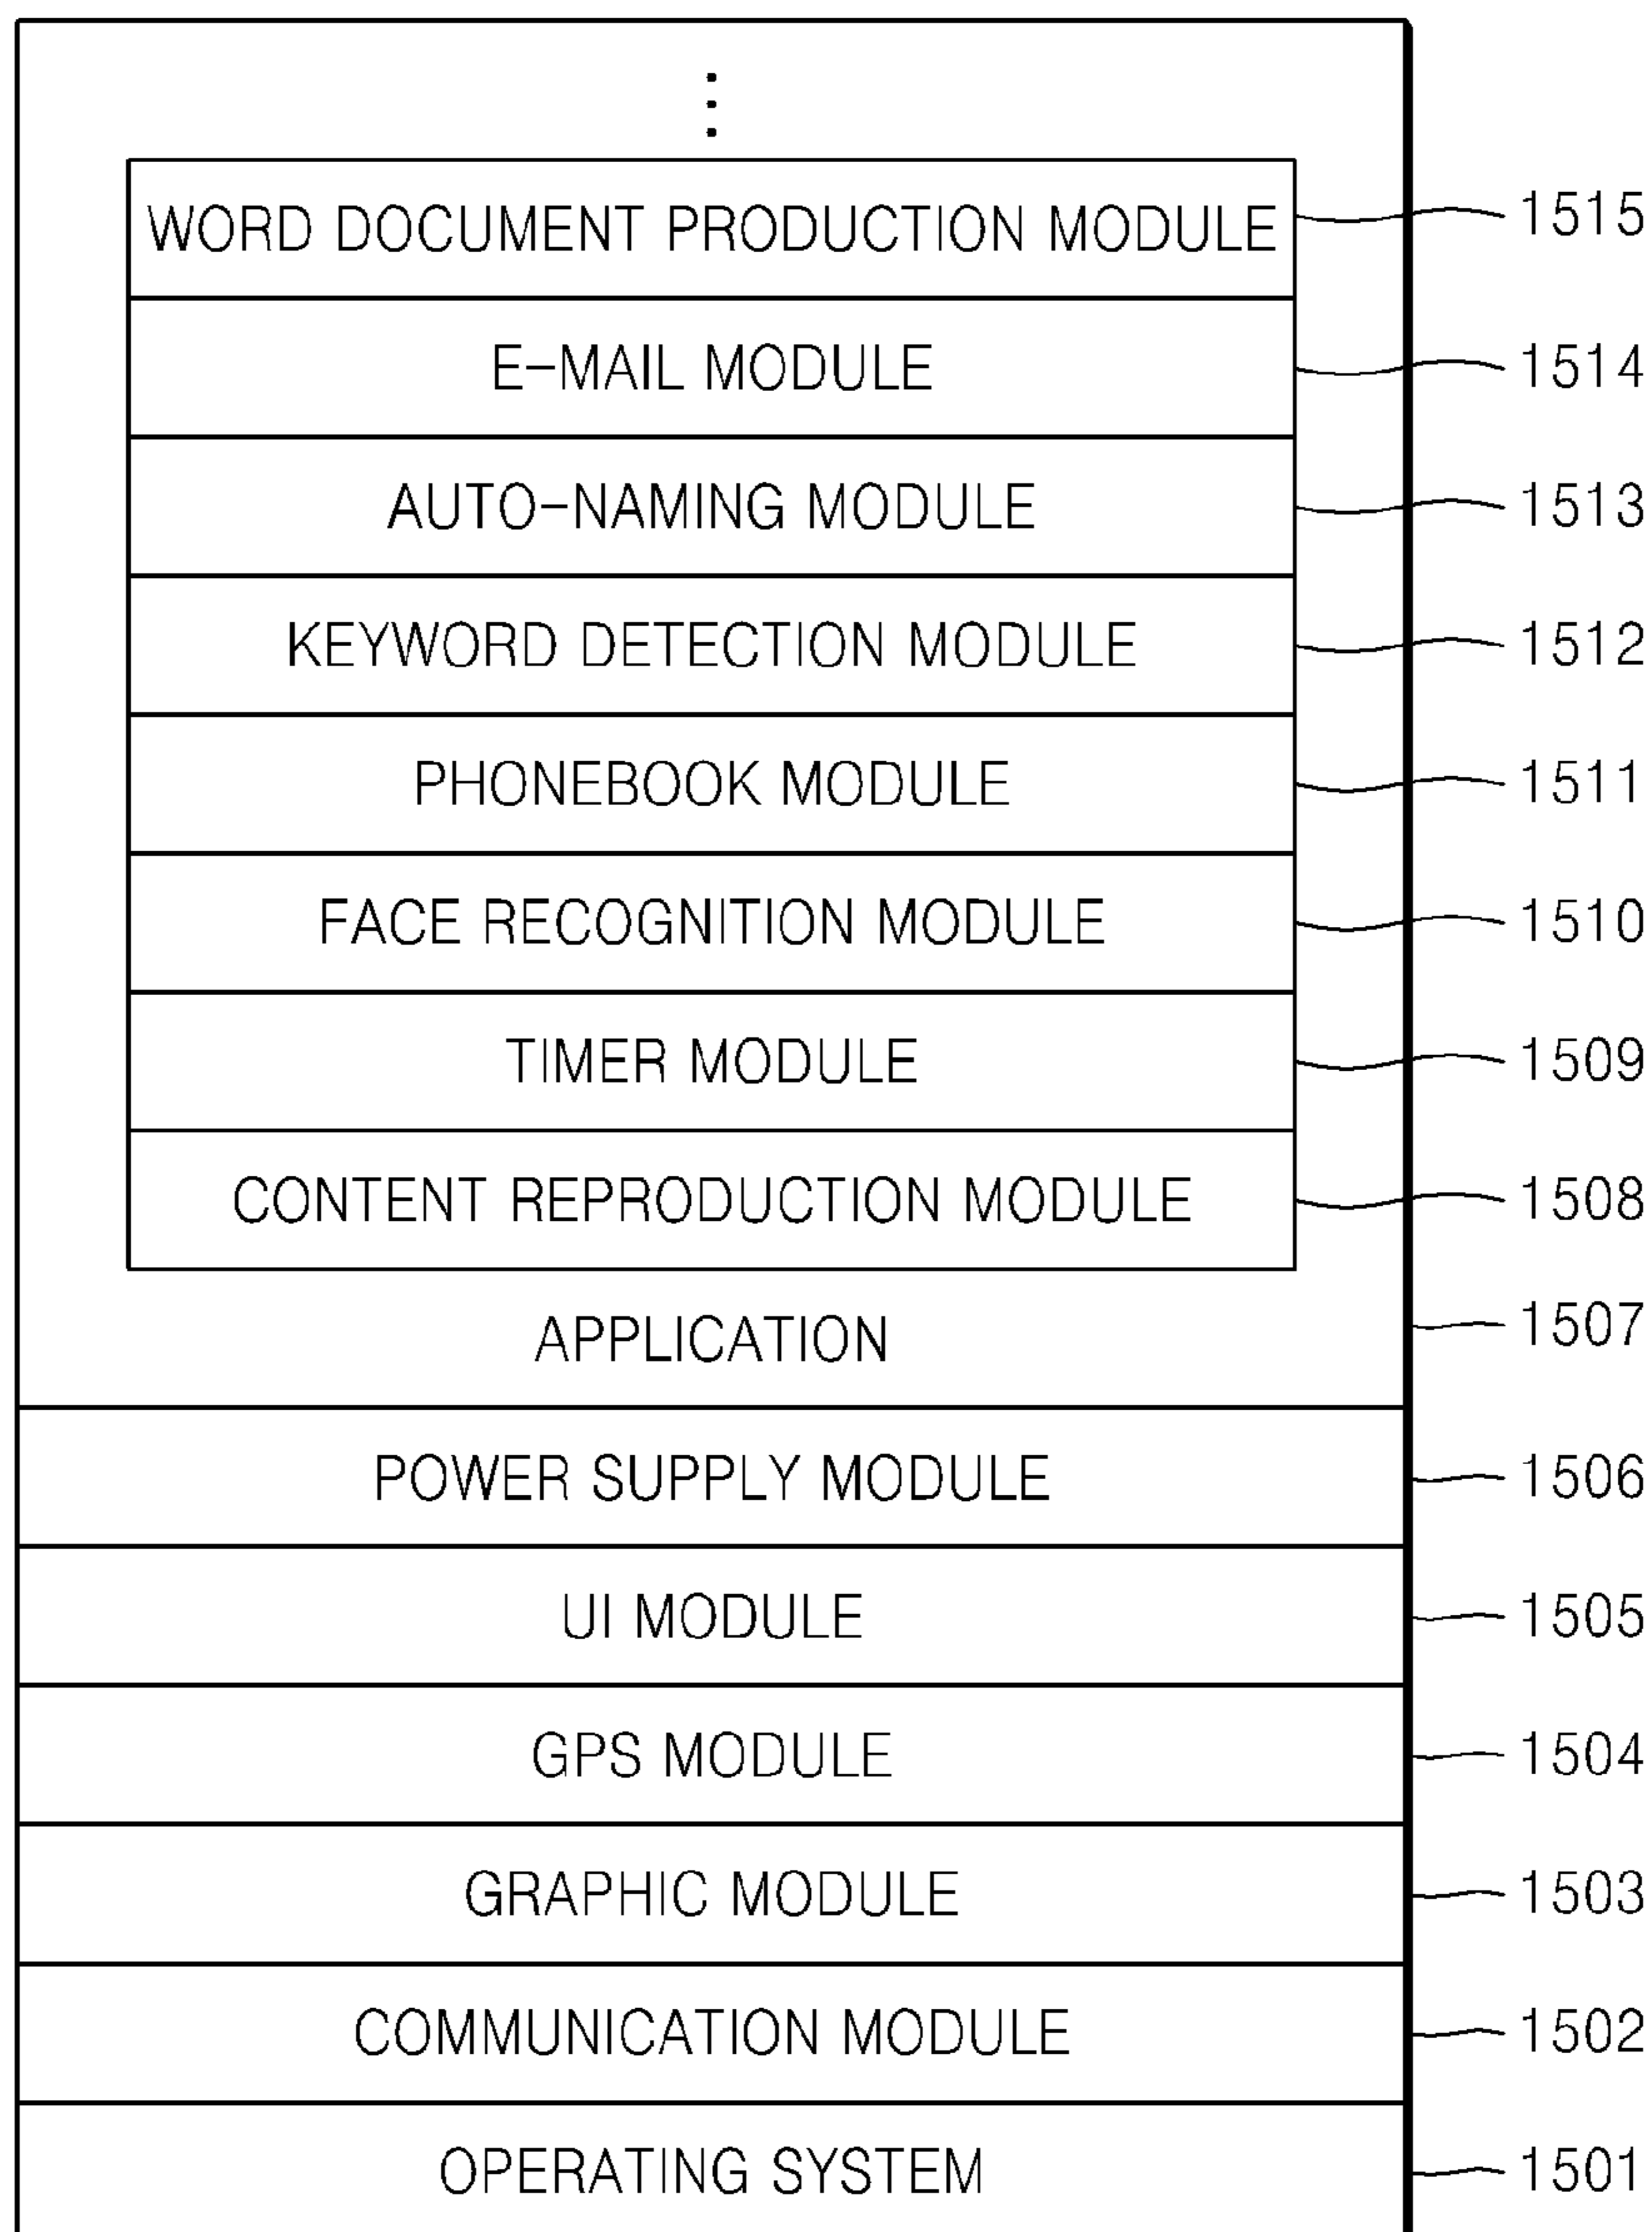 WORD DOCUMENT PRODUCTION MODULE 1515
E-MAIL MODULE 1514
AUTO-NAMING MODULE 1513
KEYWORD DETECTION MODULE 1512
PHONEBOOK MODULE 1511
FACE RECOGNITION MODULE 1510
TIMER MODULE 1509
CONTENT REPRODUCTION MODULE 1508
APPLICATION 1507
POWER SUPPLY MODULE 1506
UI MODULE 1505
GPS MODULE 1504
GRAPHIC MODULE 1503
COMMUNICATION MODULE 1502
OPERATING SYSTEM 1501